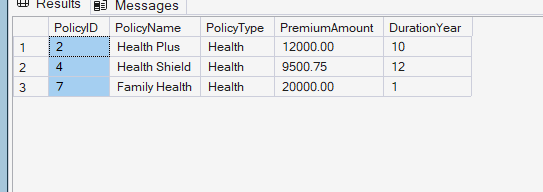 Results Messages
PolicyID PolicyName PolicyType PremiumAmount DurationYear
1 2 Health Plus Health 12000.00 10
2 4 Health Shield Health 9500.75 12
3 7 Family Health Health 20000.00 1